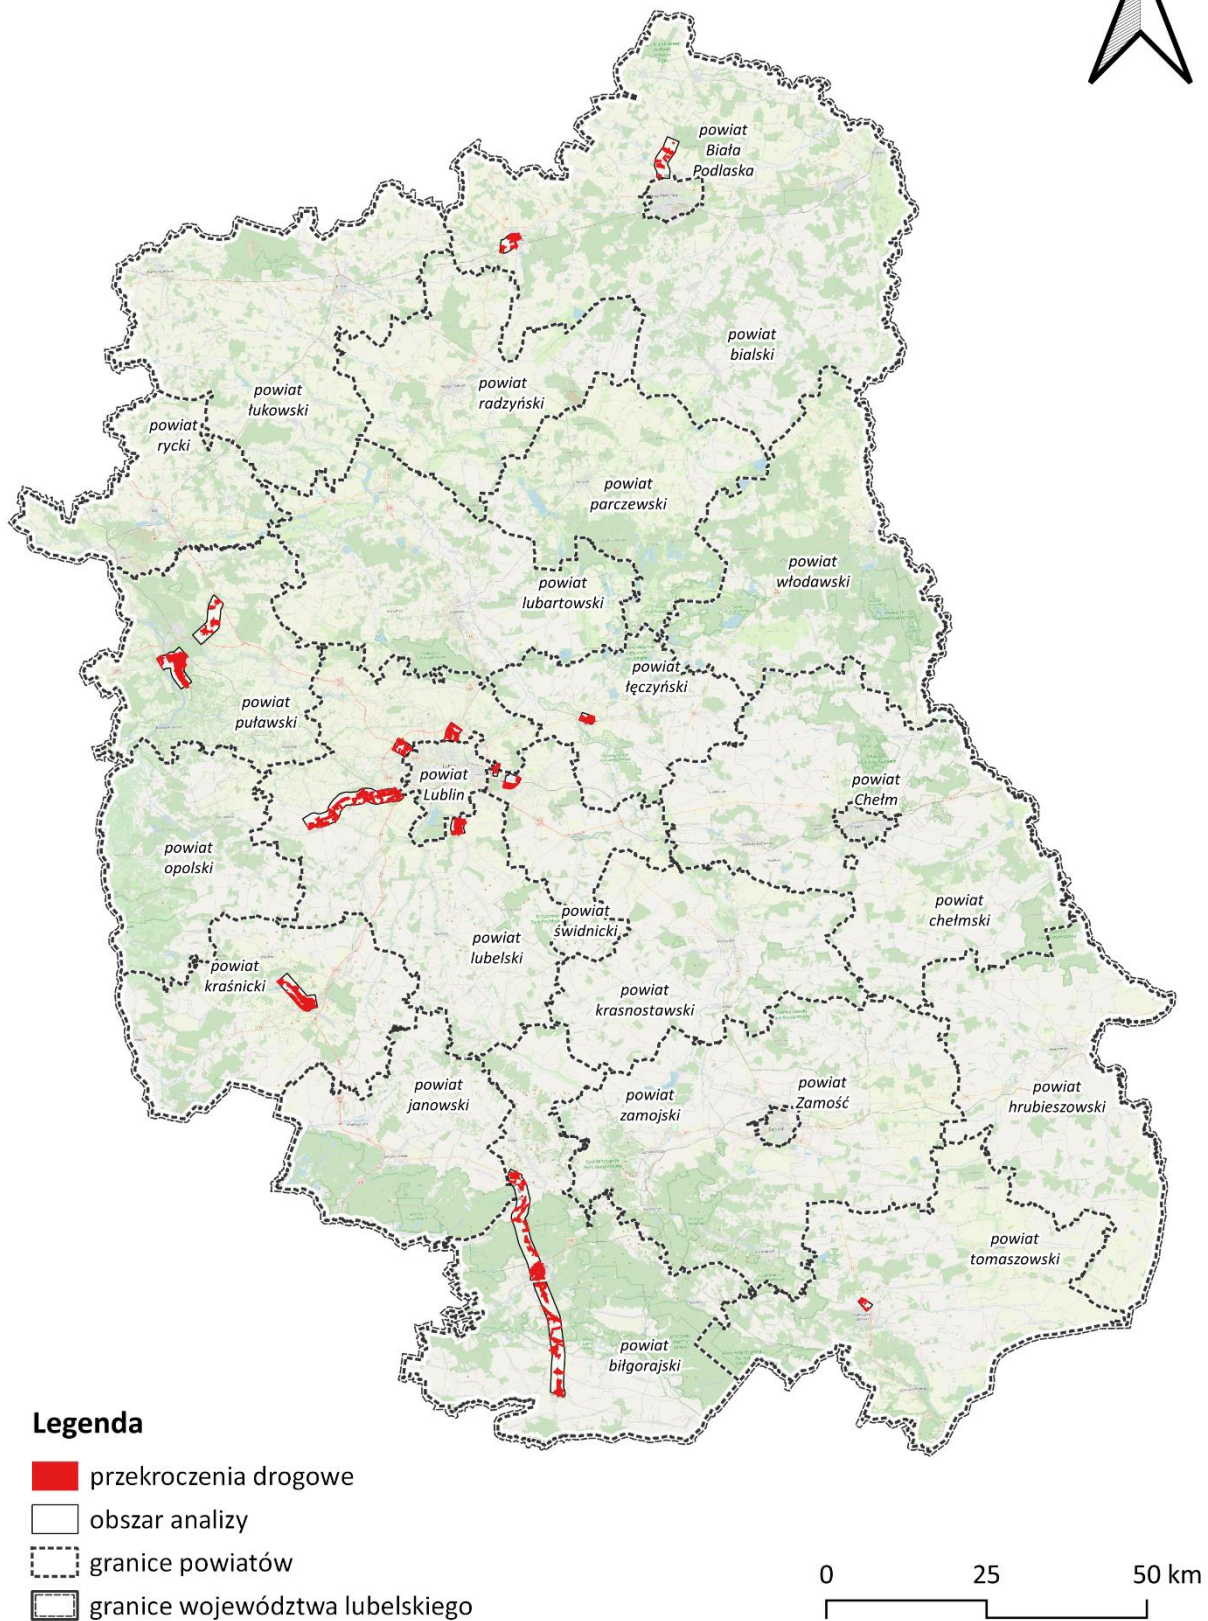 powiat
Biała
Podlaska
powiat
bialski
powiat
łukowski
powiat
radzyński
powiat
rycki
powiat
parczewski
powiat
włodawski
powiat
lubartowski
powiat
łęczyński
powiat
puławski
powiat
Lublin
powiat
Chełm
powiat
opolski
powiat
świdnicki
powiat
chełmski
powiat
lubelski
powiat
kraśnicki
powiat
krasnostawski
powiat
janowski
powiat
zamojski
powiat
Zamość
powiat
hrubieszowski
powiat
tomaszowski
powiat
biłgorajski
Legenda
przekroczenia drogowe
obszar analizy
granice powiatów
granice województwa lubelskiego
0 25 50 km